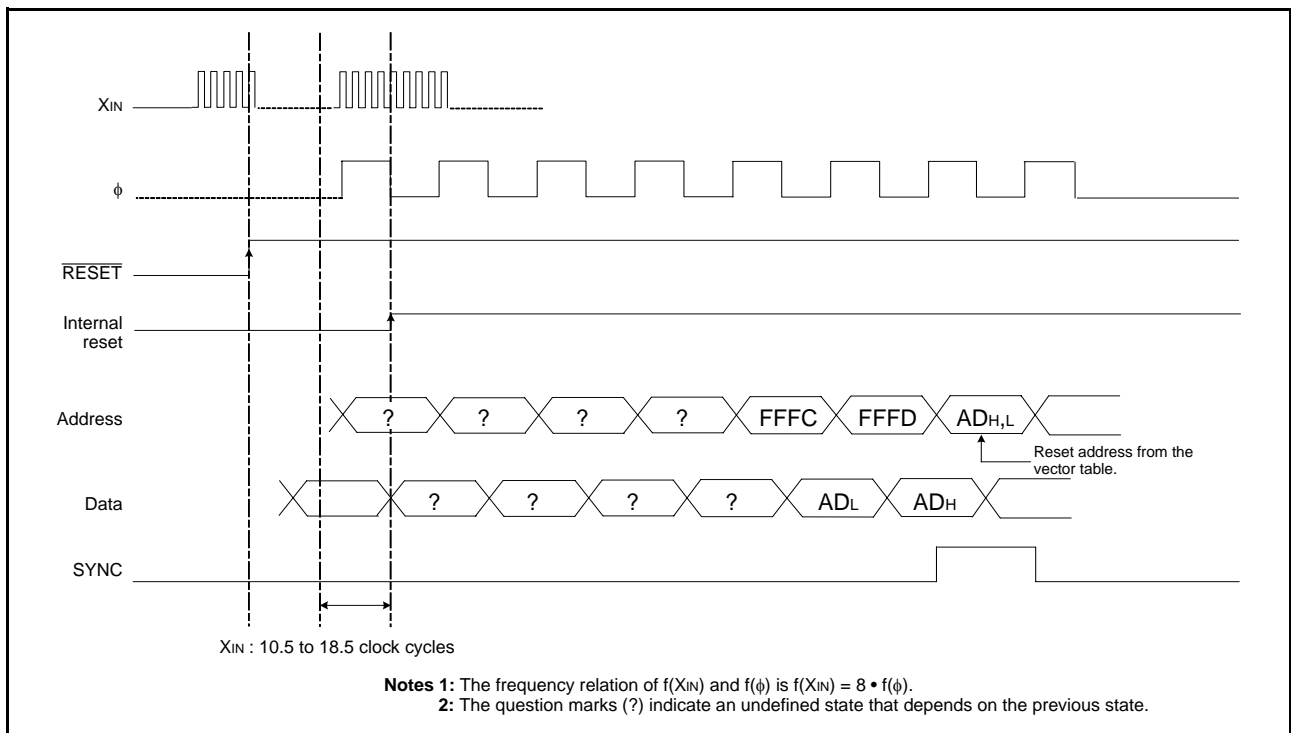 XIN
ϕ
RESET
Internal
reset
Address
? ? ? ? FFFC FFFD ADH,L
Reset address from the
vector table.
Data
? ? ? ? ADL ADH
SYNC
XIN : 10.5 to 18.5 clock cycles
Notes 1: The frequency relation of f(XIN) and f(ϕ) is f(XIN) = 8 • f(ϕ).
2: The question marks (?) indicate an undefined state that depends on the previous state.